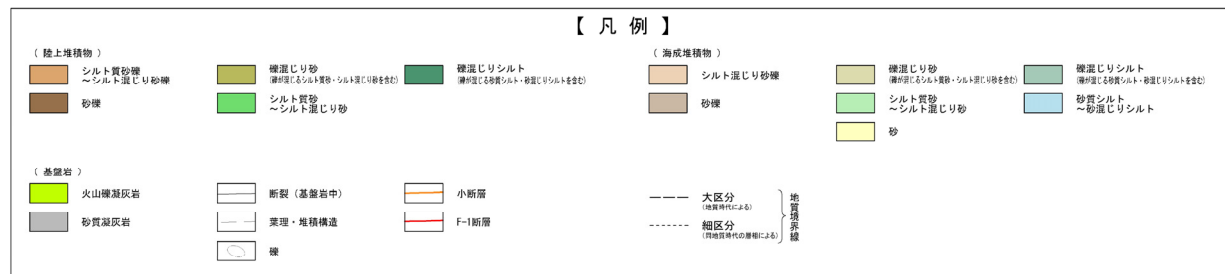 【 凡 例 】
（ 陸上堆積物 ）
シルト質砂礫
～シルト混じり砂礫
礫混じり砂
(礫が混じるシルト質砂・シルト混じり砂を含む)
礫混じりシルト
(礫が混じる砂質シルト・砂混じりシルトを含む)
砂礫
シルト質砂
～シルト混じり砂
（ 海成堆積物 ）
シルト混じり砂礫
礫混じり砂
(礫が混じるシルト質砂・シルト混じり砂を含む)
礫混じりシルト
(礫が混じる砂質シルト・砂混じりシルトを含む)
砂礫
シルト質砂
～シルト混じり砂
砂質シルト
～砂混じりシルト
砂
（ 基盤岩 ）
火山礫凝灰岩
断裂（基盤岩中）
小断層
砂質凝灰岩
葉理・堆積構造
F-1断層
礫
大区分
(地質時代による)
細区分
(同地質時代の層相による)
地質境界線